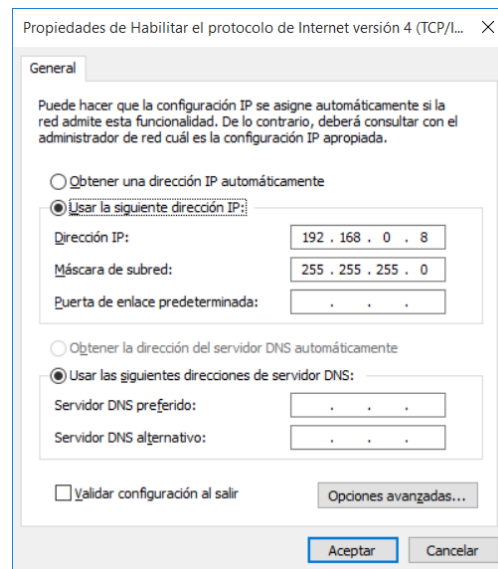 Propiedades de Habilitar el protocolo de Internet versión 4 (TCP/I...
General
Puede hacer que la configuración IP se asigne automáticamente si la
red admite esta funcionalidad. De lo contrario, deberá consultar con el
administrador de red cuál es la configuración IP apropiada.
Obtener una dirección IP automáticamente
Usar la siguiente dirección IP:
Dirección IP: 192 . 168 . 0 . 8
Máscara de subred: 255 . 255 . 255 . 0
Puerta de enlace predeterminada: . . .
Obtener la dirección del servidor DNS automáticamente
Usar las siguientes direcciones de servidor DNS:
Servidor DNS preferido: . . .
Servidor DNS alternativo: . . .
Validar configuración al salir
Opciones avanzadas...
Aceptar Cancelar